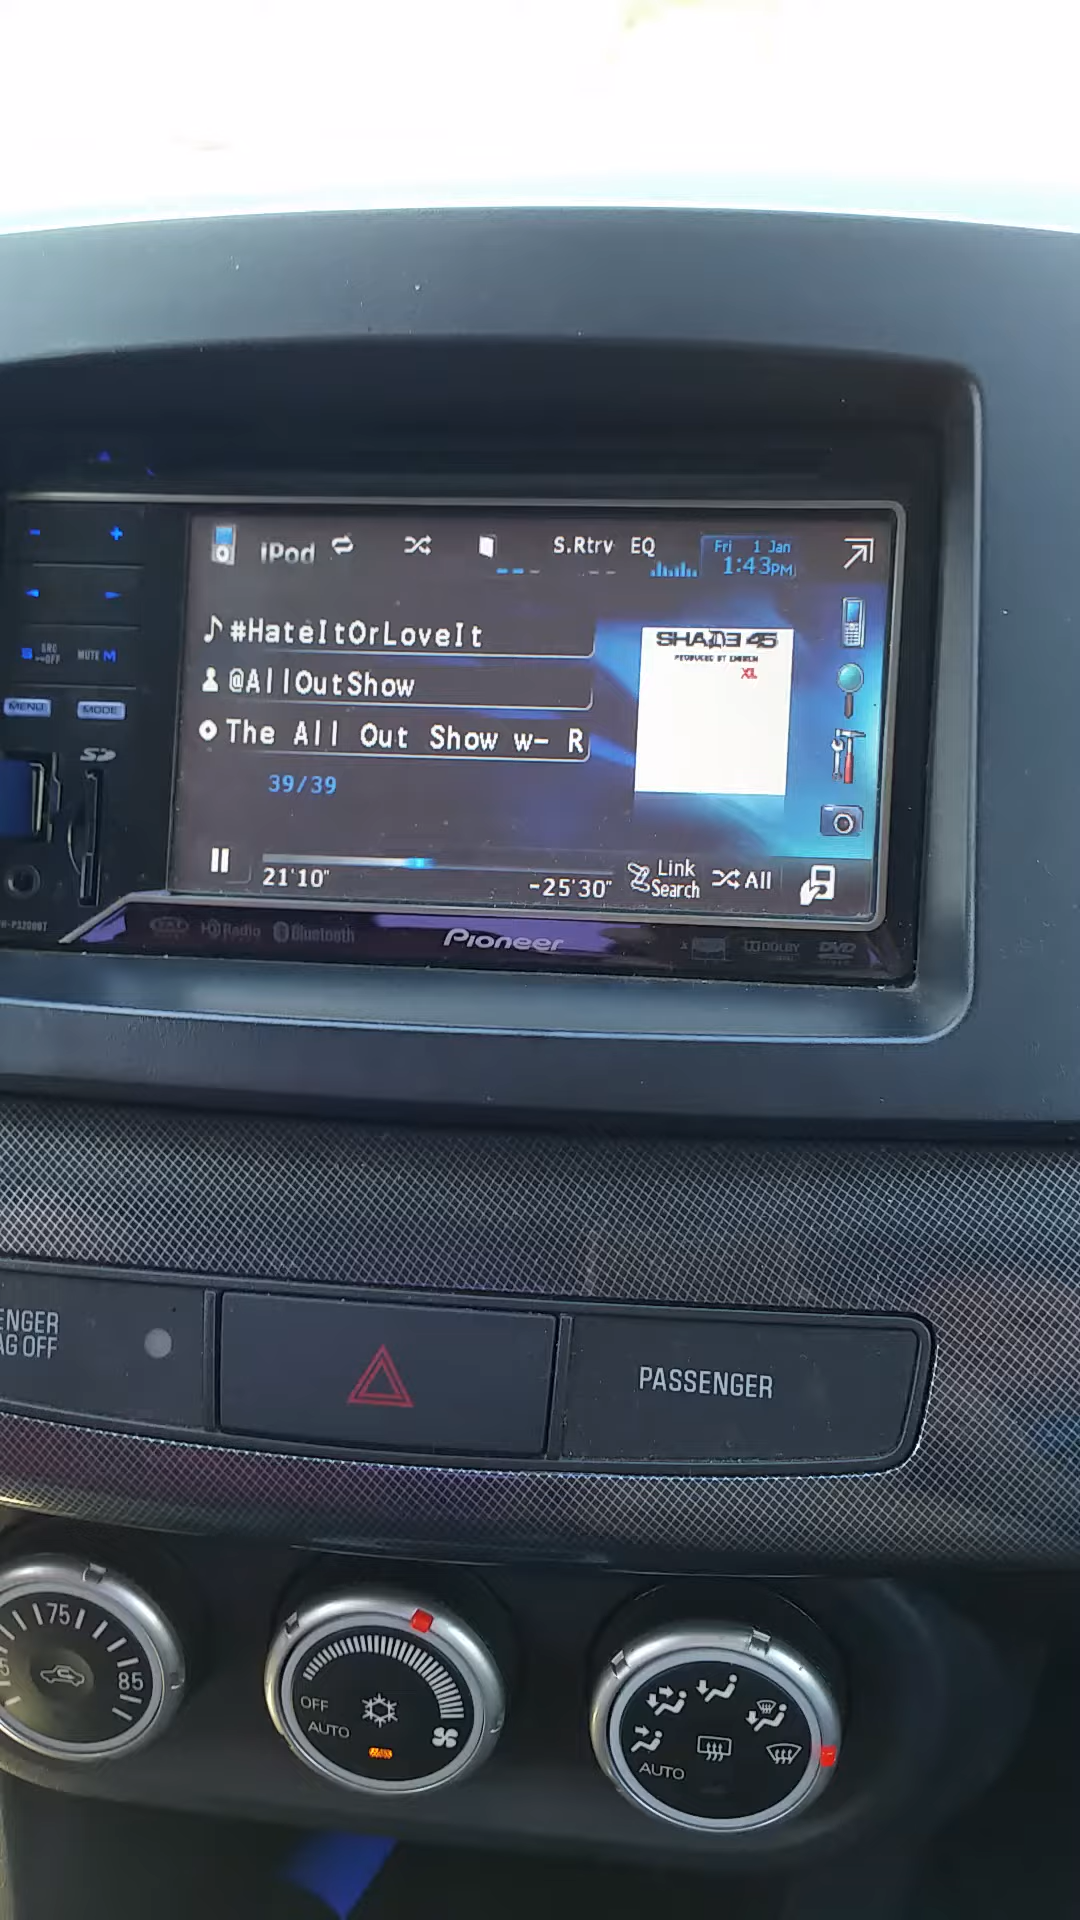 iPod
S.Rtrv EQ
Fri 1 Jan
1:43PM
- +
SRC
OFF
MUTE M
MENU MODE
SD
#HateItOrLoveIt
@AllOutShow
The All Out Show w- R
39/39
SHADE 45
PRODUCED BY EMINEM
XL
21'10"
-25'30"
Link
Search
All
HD Radio Bluetooth
Pioneer
DOLBY
DVD
ENGER
AG OFF
PASSENGER
75
85
OFF
AUTO
AUTO